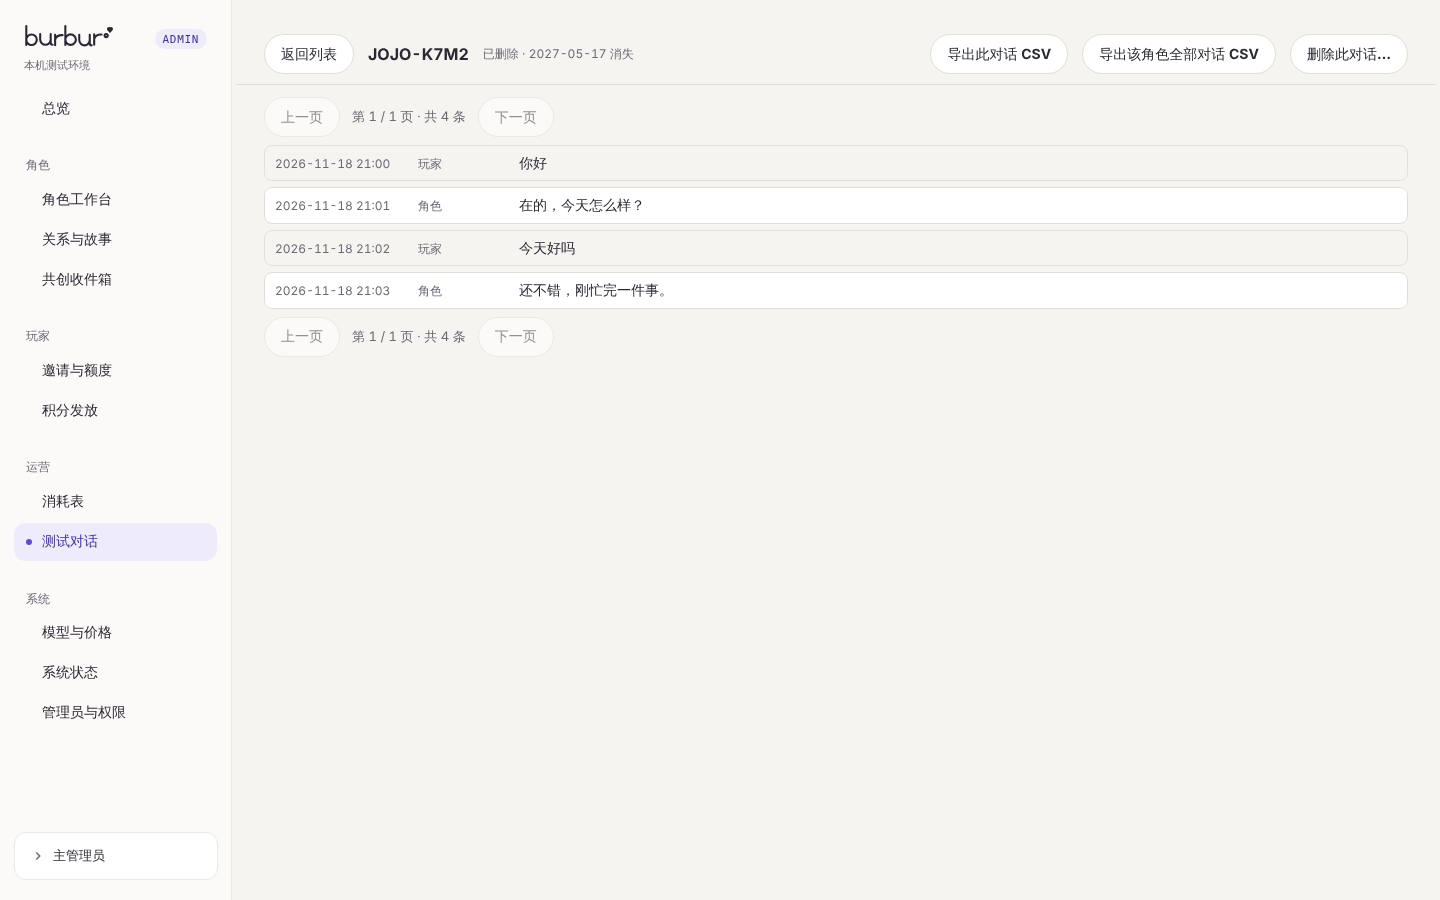 burbur
ADMIN
本机测试环境
总览
角色
角色工作台
关系与故事
共创收件箱
玩家
邀请与额度
积分发放
运营
消耗表
测试对话
系统
模型与价格
系统状态
管理员与权限
主管理员
返回列表 JOJO-K7M2 已删除 · 2027-05-17 消失 导出此对话 CSV 导出该角色全部对话 CSV 删除此对话…
上一页 第 1 / 1 页 · 共 4 条 下一页
2026-11-18 21:00 玩家 你好
2026-11-18 21:01 角色 在的，今天怎么样？
2026-11-18 21:02 玩家 今天好吗
2026-11-18 21:03 角色 还不错，刚忙完一件事。
上一页 第 1 / 1 页 · 共 4 条 下一页